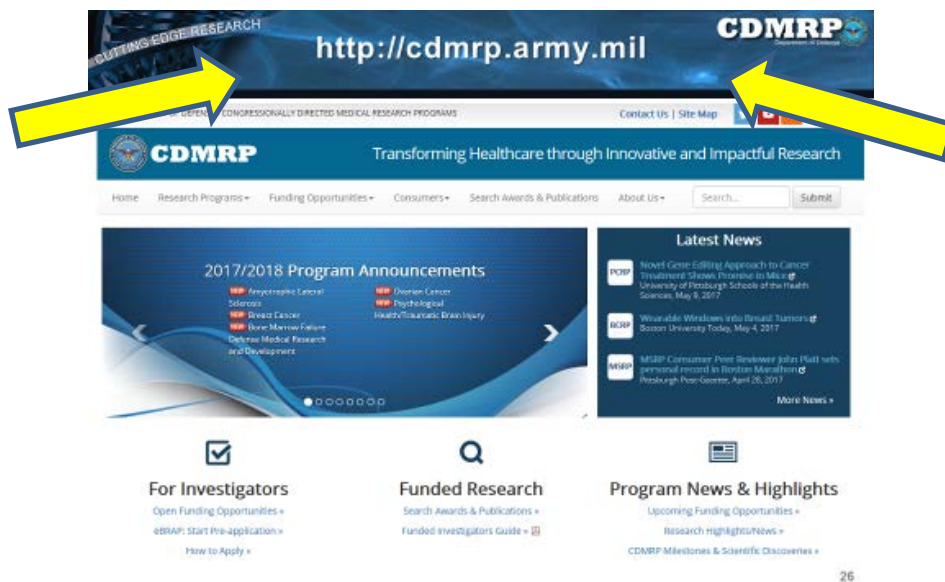 CUTTING EDGE RESEARCH
http://cdmrp.army.mil
CDMRP
Department of Defense
OF DEFENSE CONGRESSIONALLY DIRECTED MEDICAL RESEARCH PROGRAMS
Contact Us | Site Map
CDMRP
Transforming Healthcare through Innovative and Impactful Research
Home Research Programs Funding Opportunities Consumers Search Awards & Publications About Us Search... Submit
2017/2018 Program Announcements
NEW Amyotrophic Lateral
Sclerosis
NEW Breast Cancer
NEW Bone Marrow Failure
Defense Medical Research
and Development
NEW Ovarian Cancer
NEW Psychological
Health/Traumatic Brain Injury
Latest News
PCRP
Novel Gene Editing Approach to Cancer
Treatment Shows Promise in Mice
University of Pittsburgh Schools of the Health
Sciences, May 9, 2017
BCRP
Wearable Windows into Breast Tumors
Boston University Today, May 4, 2017
MSRP
MSRP Consumer Peer Reviewer John Platt sets
personal record in Boston Marathon
Pittsburgh Post-Gazette, April 28, 2017
More News »
For Investigators
Open Funding Opportunities »
eBRAP: Start Pre-application »
How to Apply »
Funded Research
Search Awards & Publications »
Funded Investigators Guide »
Program News & Highlights
Upcoming Funding Opportunities »
Research Highlights/News »
CDMRP Milestones & Scientific Discoveries »
26